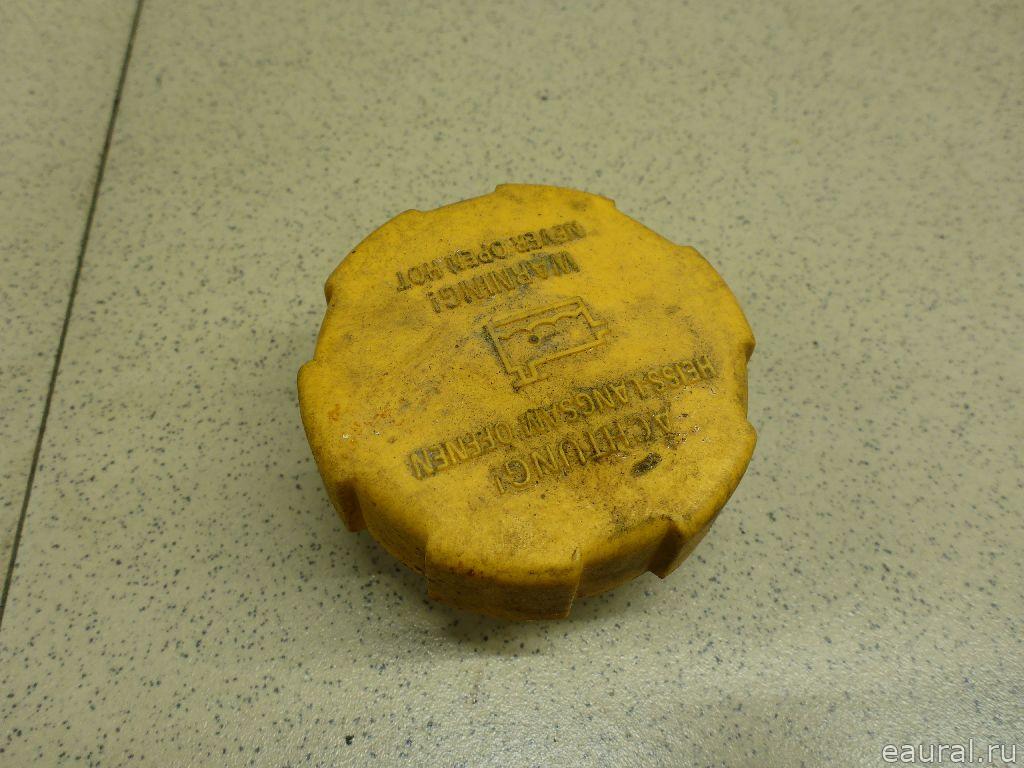 ACHTUNG!
HEISS-LANGSAM ÖFFNEN
WARNING!
NEVER OPEN HOT
eaural.ru